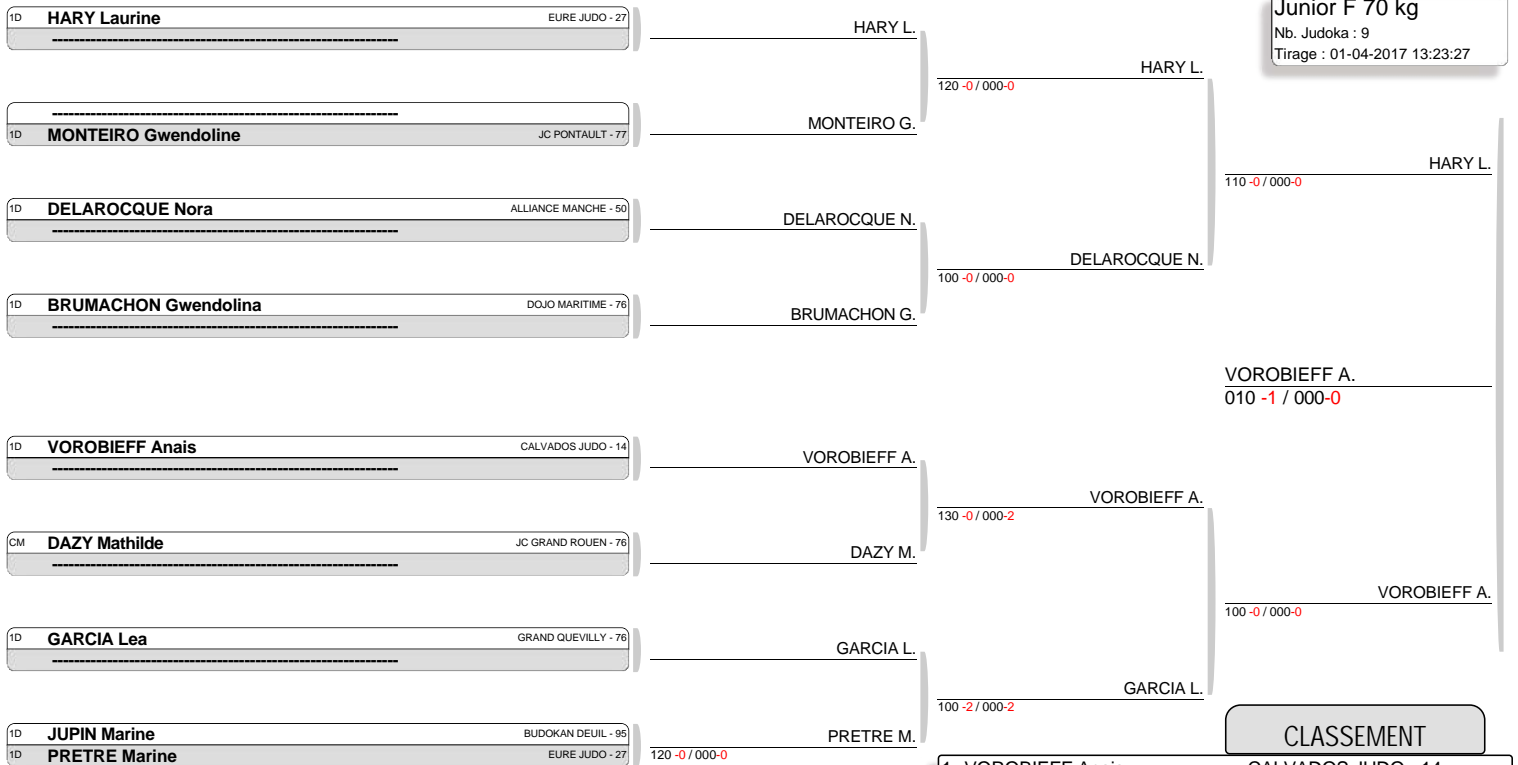 Junior F 70 kg
Nb. Judoka : 9
Tirage : 01-04-2017 13:23:27
1D HARY Laurine EURE JUDO - 27
------------------------------------------------------------------------------
------------------------------------------------------------------------------
1D MONTEIRO Gwendoline JC PONTAULT - 77
1D DELAROCQUE Nora ALLIANCE MANCHE - 50
------------------------------------------------------------------------------
1D BRUMACHON Gwendolina DOJO MARITIME - 76
------------------------------------------------------------------------------
1D VOROBIEFF Anais CALVADOS JUDO - 14
------------------------------------------------------------------------------
CM DAZY Mathilde JC GRAND ROUEN - 76
------------------------------------------------------------------------------
1D GARCIA Lea GRAND QUEVILLY - 76
------------------------------------------------------------------------------
1D JUPIN Marine BUDOKAN DEUIL - 95
1D PRETRE Marine EURE JUDO - 27
HARY L.
MONTEIRO G.
DELAROCQUE N.
BRUMACHON G.
VOROBIEFF A.
DAZY M.
GARCIA L.
PRETRE M.
120 -0 / 000-0
HARY L.
120 -0 / 000-0
DELAROCQUE N.
100 -0 / 000-0
VOROBIEFF A.
130 -0 / 000-2
GARCIA L.
100 -2 / 000-2
HARY L.
110 -0 / 000-0
VOROBIEFF A.
010 -1 / 000-0
VOROBIEFF A.
100 -0 / 000-0
CLASSEMENT
1- VOROBIEFF Anais CALVADOS JUDO - 14